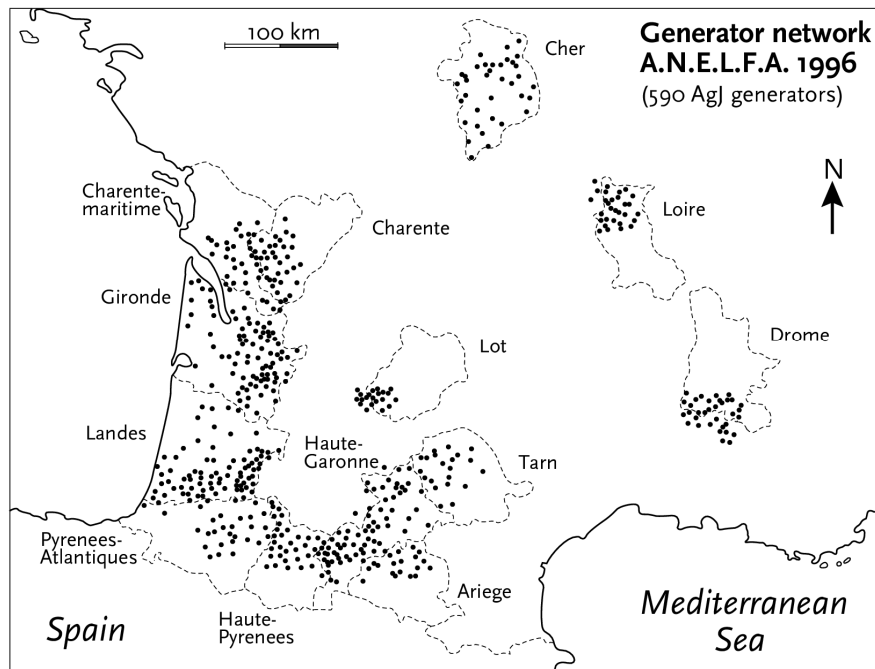 100 km
Generator network
A.N.E.L.F.A. 1996
(590 AgJ generators)
Cher
N
Charente-
maritime
Charente
Loire
Gironde
Lot
Drome
Landes
Haute-
Garonne
Tarn
Pyrenees-
Atlantiques
Ariege
Haute-
Pyrenees
Spain
Mediterranean
Sea